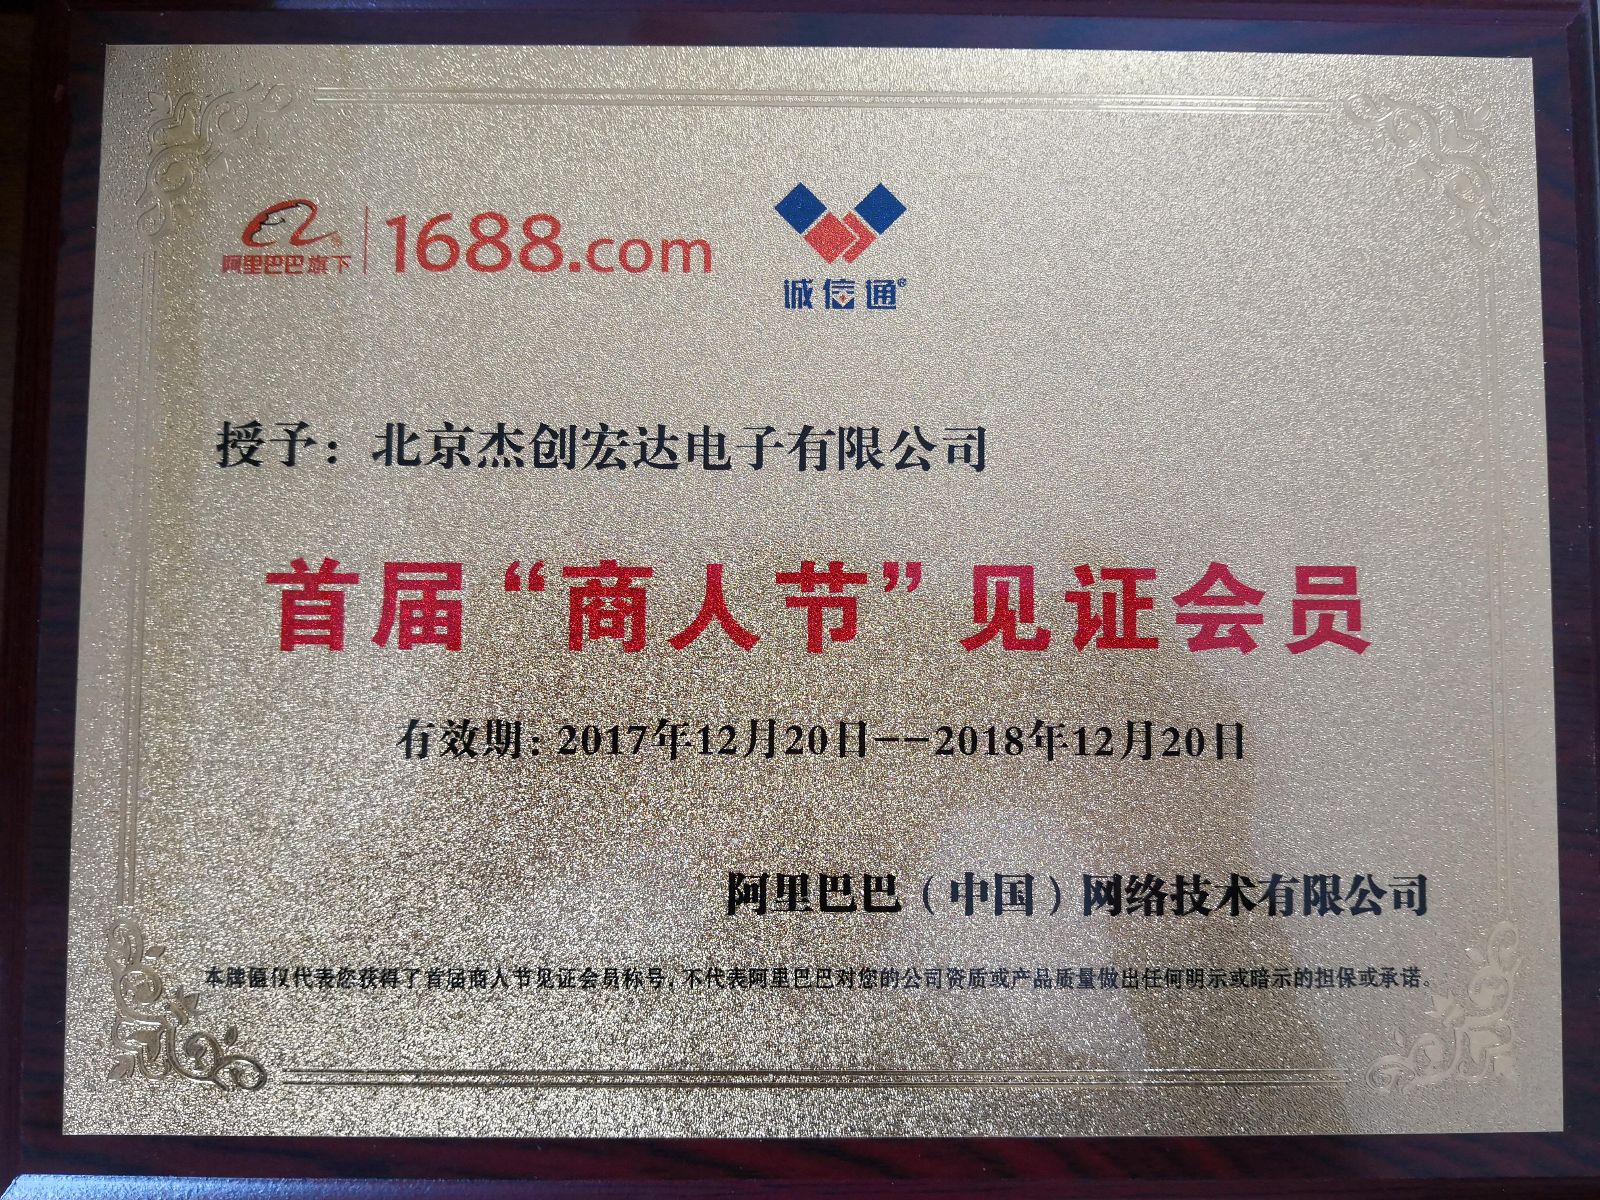 阿里巴巴旗下 1688.com
诚信通®
授予：北京杰创宏达电子有限公司
首届“商人节”见证会员
有效期：2017年12月20日--2018年12月20日
阿里巴巴（中国）网络技术有限公司
本牌匾仅代表您获得了首届商人节见证会员称号，不代表阿里巴巴对您的公司资质或产品质量做出任何明示或暗示的担保或承诺。